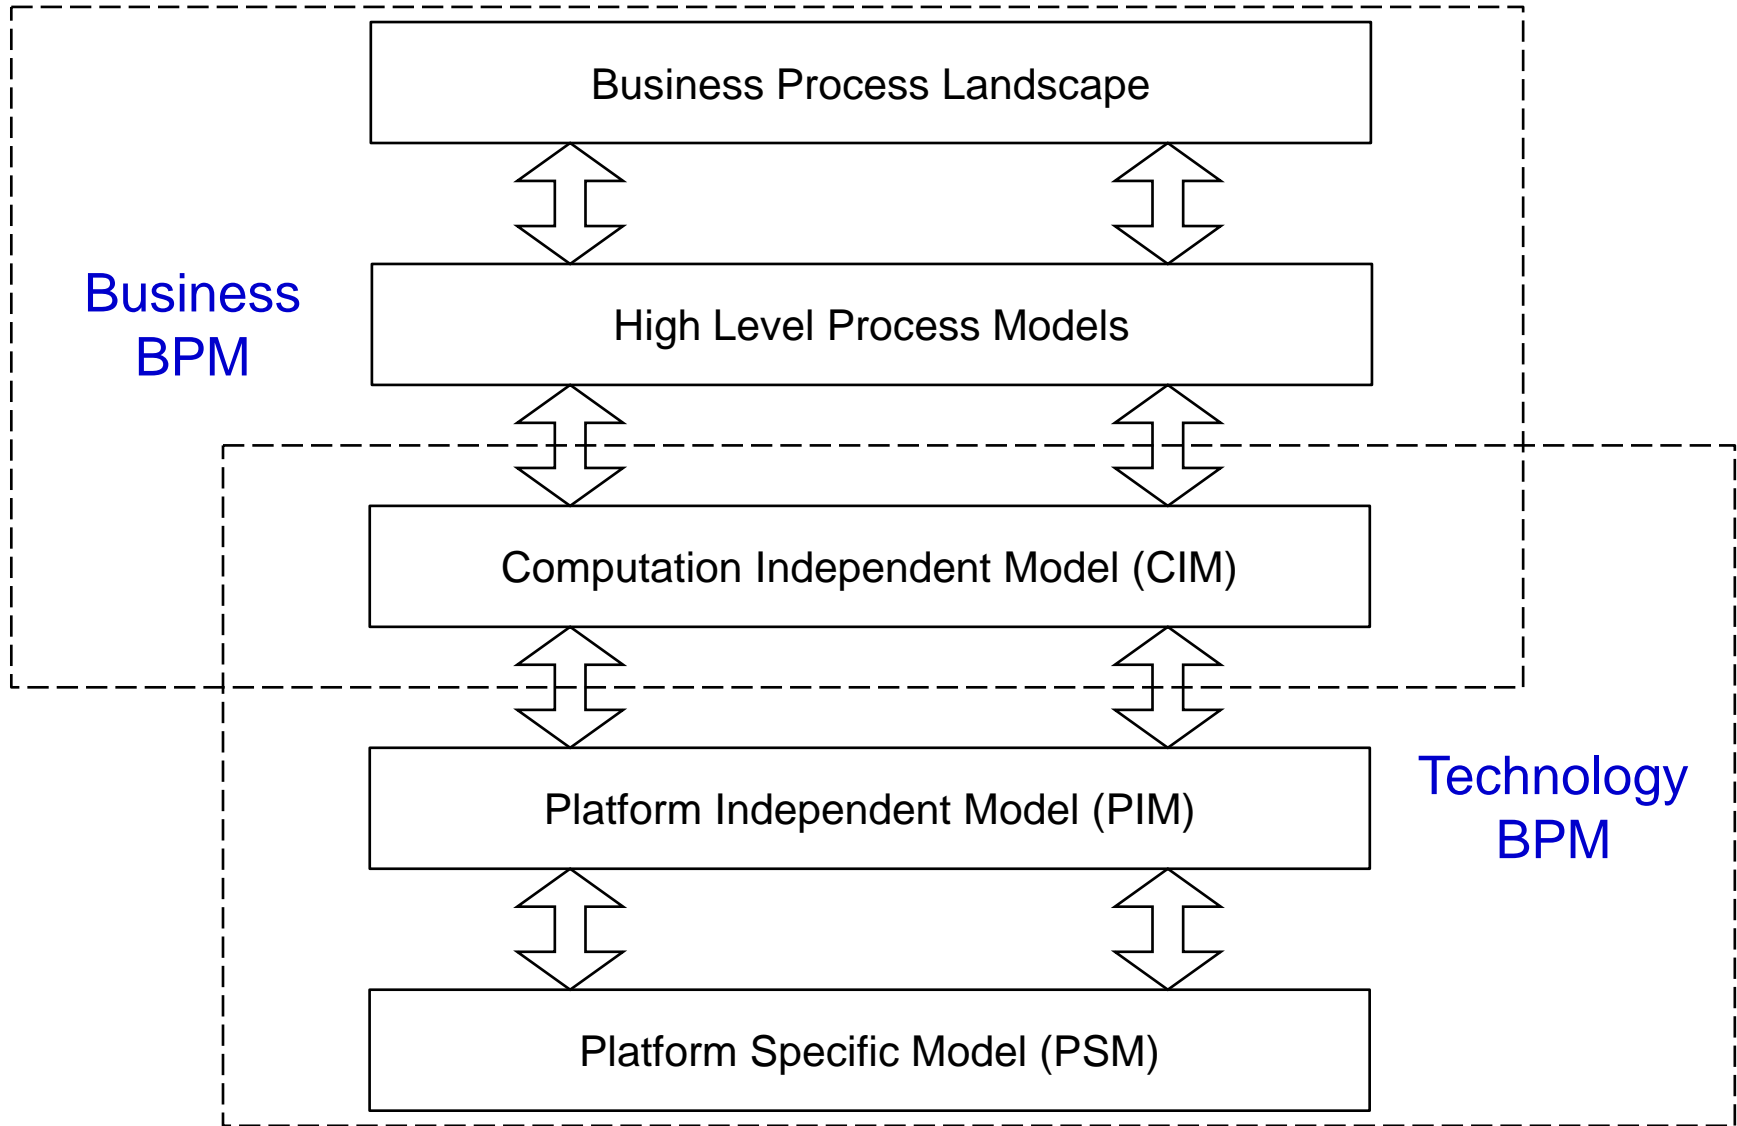 Business Process Landscape
Business
BPM
High Level Process Models
Computation Independent Model (CIM)
Platform Independent Model (PIM)
Technology
BPM
Platform Specific Model (PSM)